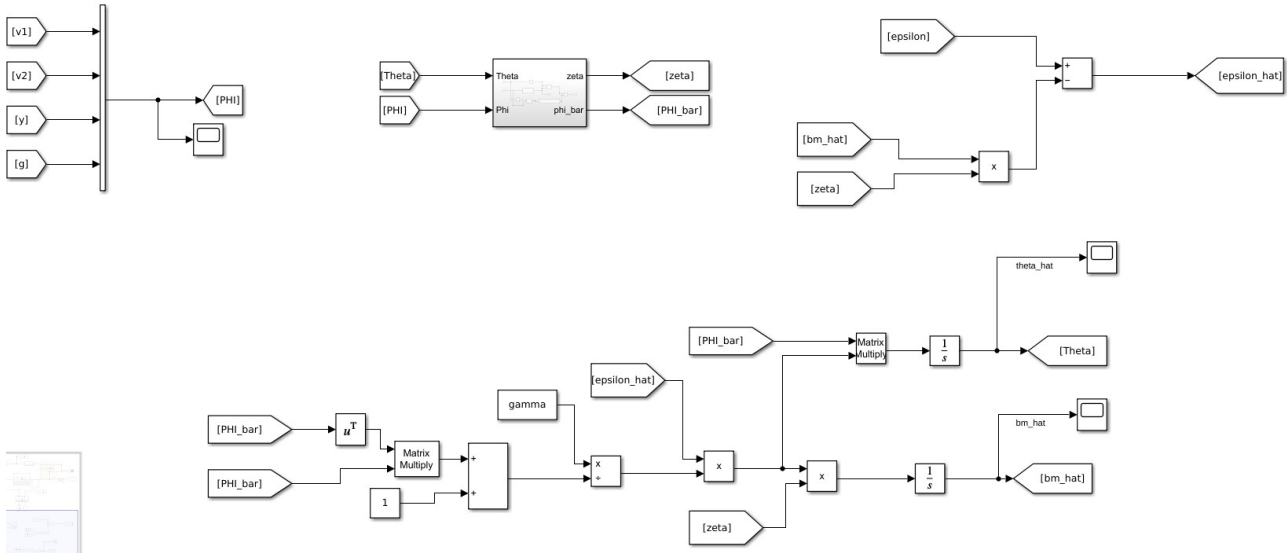 [v1]
[v2]
[y]
[g]
[PHI]
[Theta]
[PHI]
Theta
Phi
zeta
phi_bar
[zeta]
[PHI_bar]
[epsilon]
+
−
[epsilon_hat]
[bm_hat]
[zeta]
x
theta_hat
[PHI_bar]
Matrix
Multiply
1
s
[Theta]
[epsilon_hat]
gamma
[PHI_bar]
u^T
[PHI_bar]
Matrix
Multiply
1
+
+
x
÷
x
[zeta]
x
1
s
bm_hat
[bm_hat]